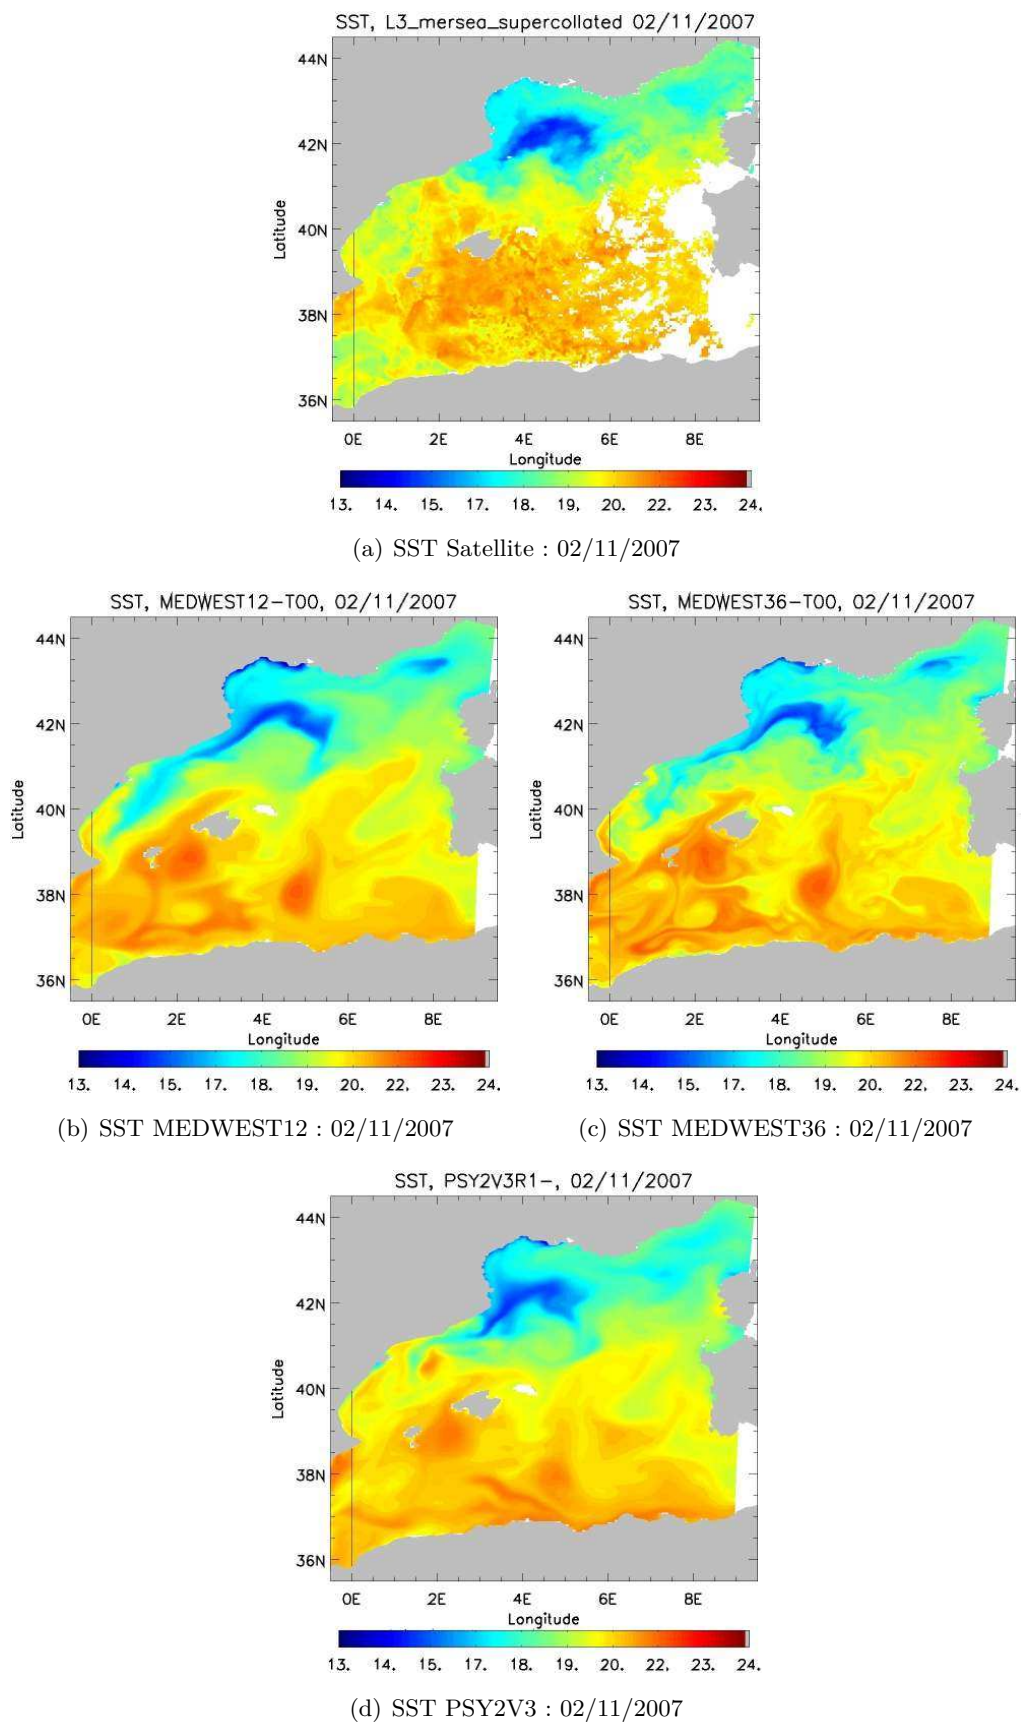 SST, L3_mersea_supercollated 02/11/2007
44N
42N
Latitude
40N
38N
36N
0E 2E 4E 6E 8E
Longitude
13. 14. 15. 17. 18. 19. 20. 22. 23. 24.
(a) SST Satellite : 02/11/2007
SST, MEDWEST12-T00, 02/11/2007
44N
42N
Latitude
40N
38N
36N
0E 2E 4E 6E 8E
Longitude
13. 14. 15. 17. 18. 19. 20. 22. 23. 24.
(b) SST MEDWEST12 : 02/11/2007
SST, MEDWEST36-T00, 02/11/2007
44N
42N
Latitude
40N
38N
36N
0E 2E 4E 6E 8E
Longitude
13. 14. 15. 17. 18. 19. 20. 22. 23. 24.
(c) SST MEDWEST36 : 02/11/2007
SST, PSY2V3R1-, 02/11/2007
44N
42N
Latitude
40N
38N
36N
0E 2E 4E 6E 8E
Longitude
13. 14. 15. 17. 18. 19. 20. 22. 23. 24.
(d) SST PSY2V3 : 02/11/2007